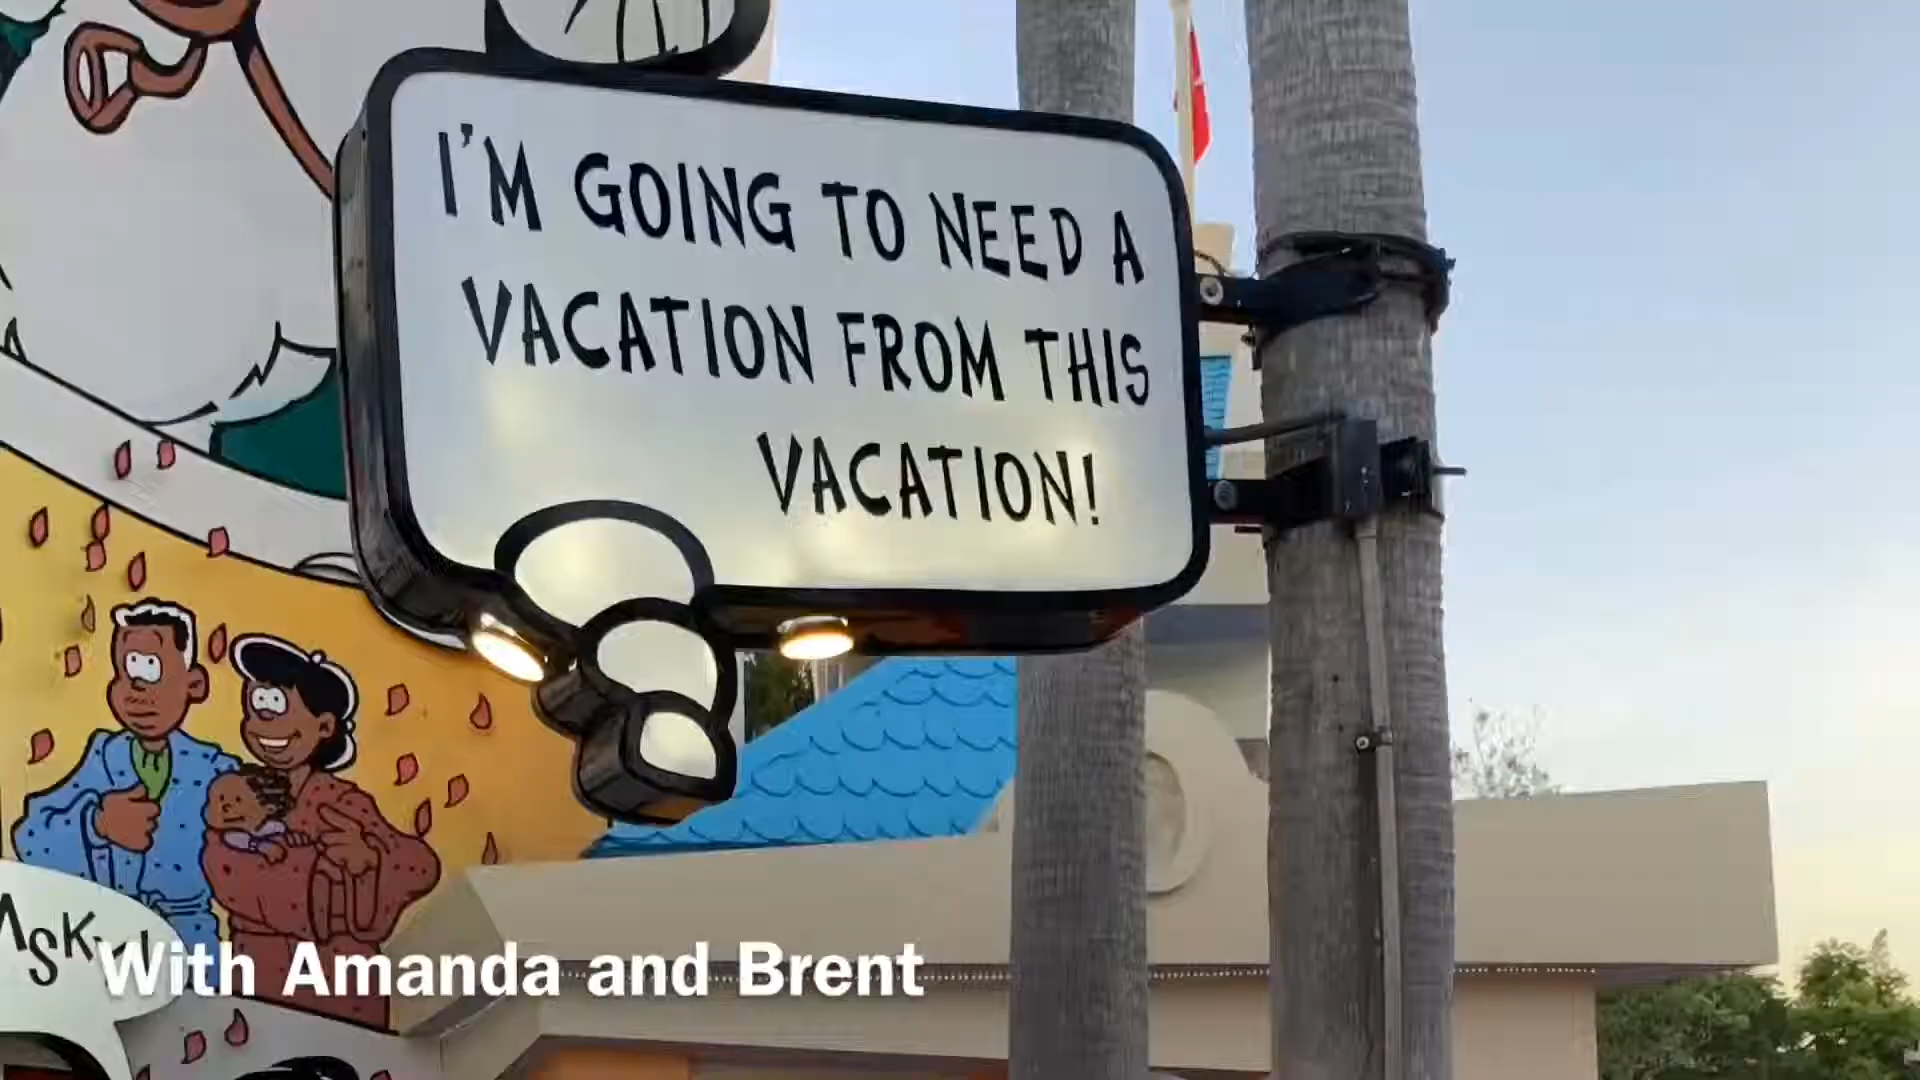 I'M GOING TO NEED A
VACATION FROM THIS
VACATION!
With Amanda and Brent